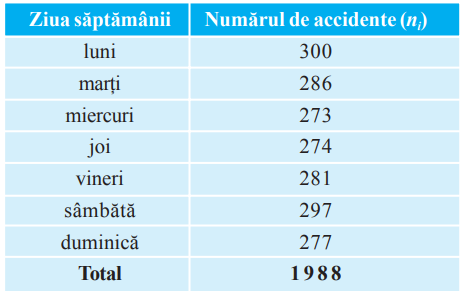 Ziua săptămânii Numărul de accidente (nᵢ)
luni 300
marți 286
miercuri 273
joi 274
vineri 281
sâmbătă 297
duminică 277
Total 1988